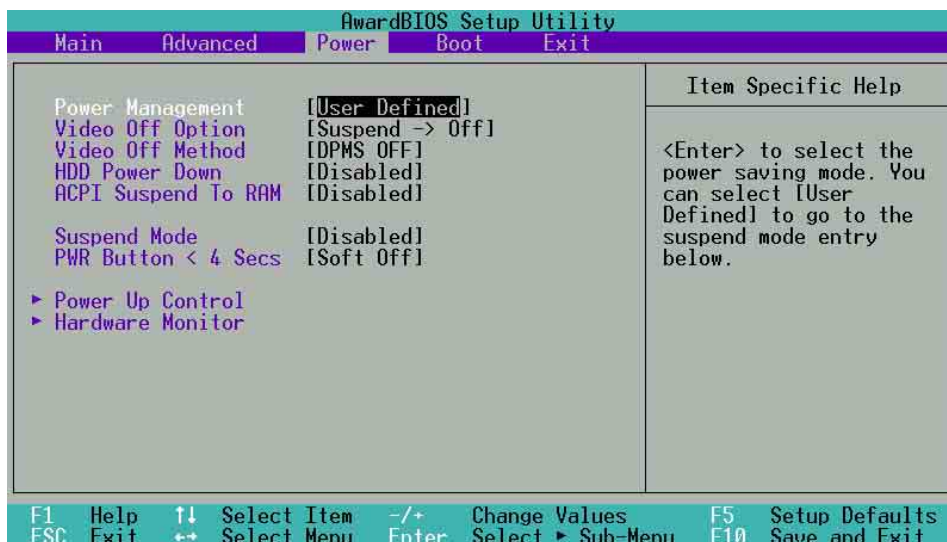 AwardBIOS Setup Utility
Main Advanced Power Boot Exit
Power Management [User Defined]
Video Off Option [Suspend -> Off]
Video Off Method [DPMS OFF]
HDD Power Down [Disabled]
ACPI Suspend To RAM [Disabled]
Suspend Mode [Disabled]
PWR Button < 4 Secs [Soft Off]
▸ Power Up Control
▸ Hardware Monitor
Item Specific Help
<Enter> to select the
power saving mode. You
can select [User
Defined] to go to the
suspend mode entry
below.
F1 Help ↑↓ Select Item -/+ Change Values F5 Setup Defaults
ESC Exit ←→ Select Menu Enter Select ▸ Sub-Menu F10 Save and Exit